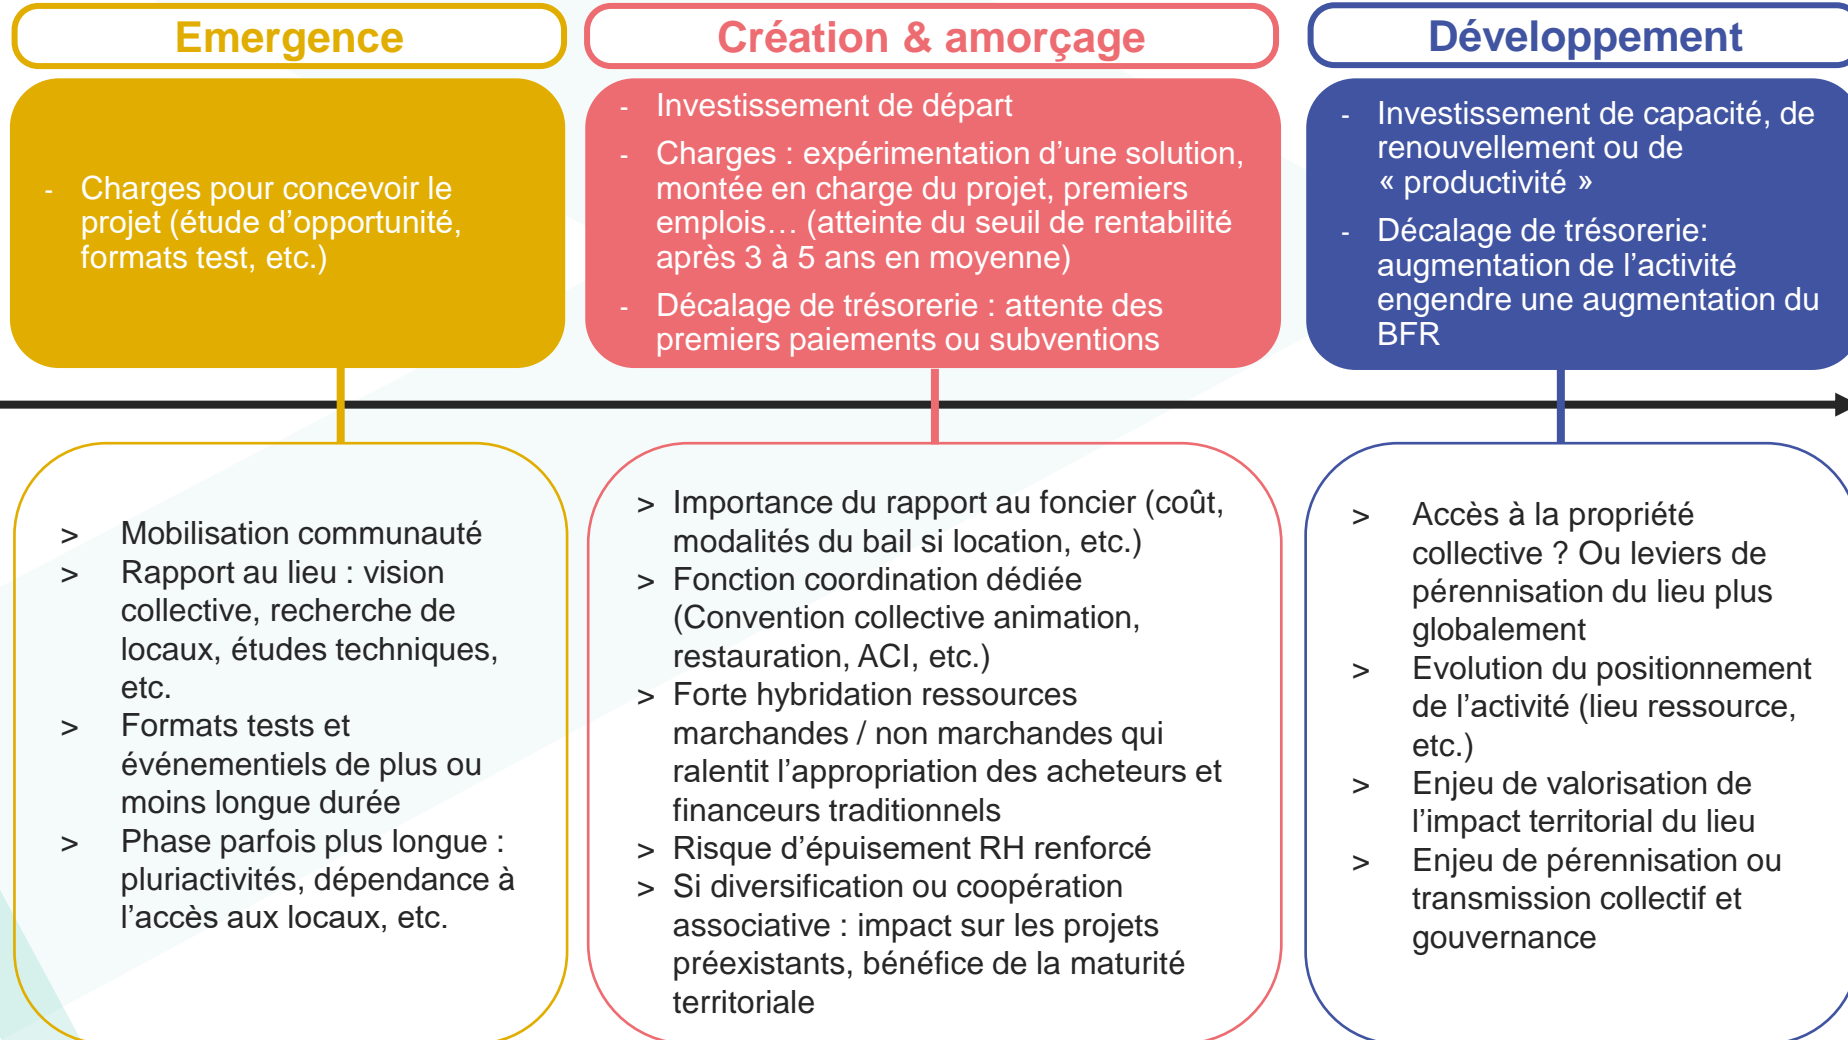 Emergence
- Charges pour concevoir le
projet (étude d’opportunité,
formats test, etc.)
> Mobilisation communauté
> Rapport au lieu : vision
collective, recherche de
locaux, études techniques,
etc.
> Formats tests et
événementiels de plus ou
moins longue durée
> Phase parfois plus longue :
pluriactivités, dépendance à
l’accès aux locaux, etc.
Création & amorçage
- Investissement de départ
- Charges : expérimentation d’une solution,
montée en charge du projet, premiers
emplois… (atteinte du seuil de rentabilité
après 3 à 5 ans en moyenne)
- Décalage de trésorerie : attente des
premiers paiements ou subventions
> Importance du rapport au foncier (coût,
modalités du bail si location, etc.)
> Fonction coordination dédiée
(Convention collective animation,
restauration, ACI, etc.)
> Forte hybridation ressources
marchandes / non marchandes qui
ralentit l’appropriation des acheteurs et
financeurs traditionnels
> Risque d’épuisement RH renforcé
> Si diversification ou coopération
associative : impact sur les projets
préexistants, bénéfice de la maturité
territoriale
Développement
- Investissement de capacité, de
renouvellement ou de
« productivité »
- Décalage de trésorerie:
augmentation de l’activité
engendre une augmentation du
BFR
> Accès à la propriété
collective ? Ou leviers de
pérennisation du lieu plus
globalement
> Evolution du positionnement
de l’activité (lieu ressource,
etc.)
> Enjeu de valorisation de
l’impact territorial du lieu
> Enjeu de pérennisation ou
transmission collectif et
gouvernance